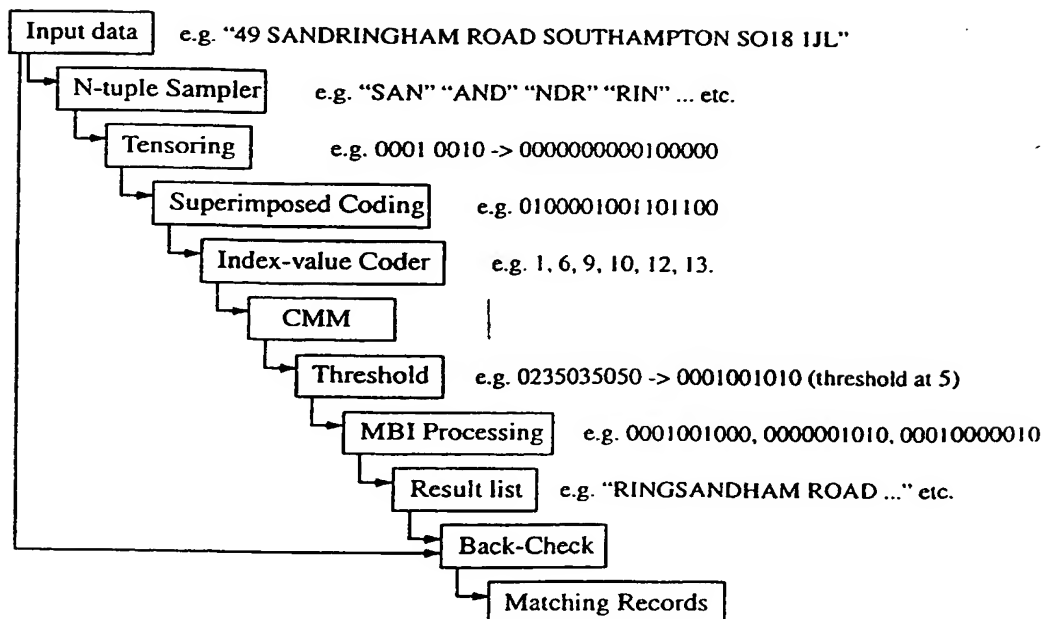 Input data e.g. “49 SANDRINGHAM ROAD SOUTHAMPTON SO18 1JL”
N-tuple Sampler e.g. “SAN” “AND” “NDR” “RIN” ... etc.
Tensoring e.g. 0001 0010 -> 0000000000100000
Superimposed Coding e.g. 0100001001101100
Index-value Coder e.g. 1, 6, 9, 10, 12, 13.
CMM
Threshold e.g. 0235035050 -> 0001001010 (threshold at 5)
MBI Processing e.g. 0001001000, 0000001010, 00010000010
Result list e.g. “RINGSANDHAM ROAD ...” etc.
Back-Check
Matching Records